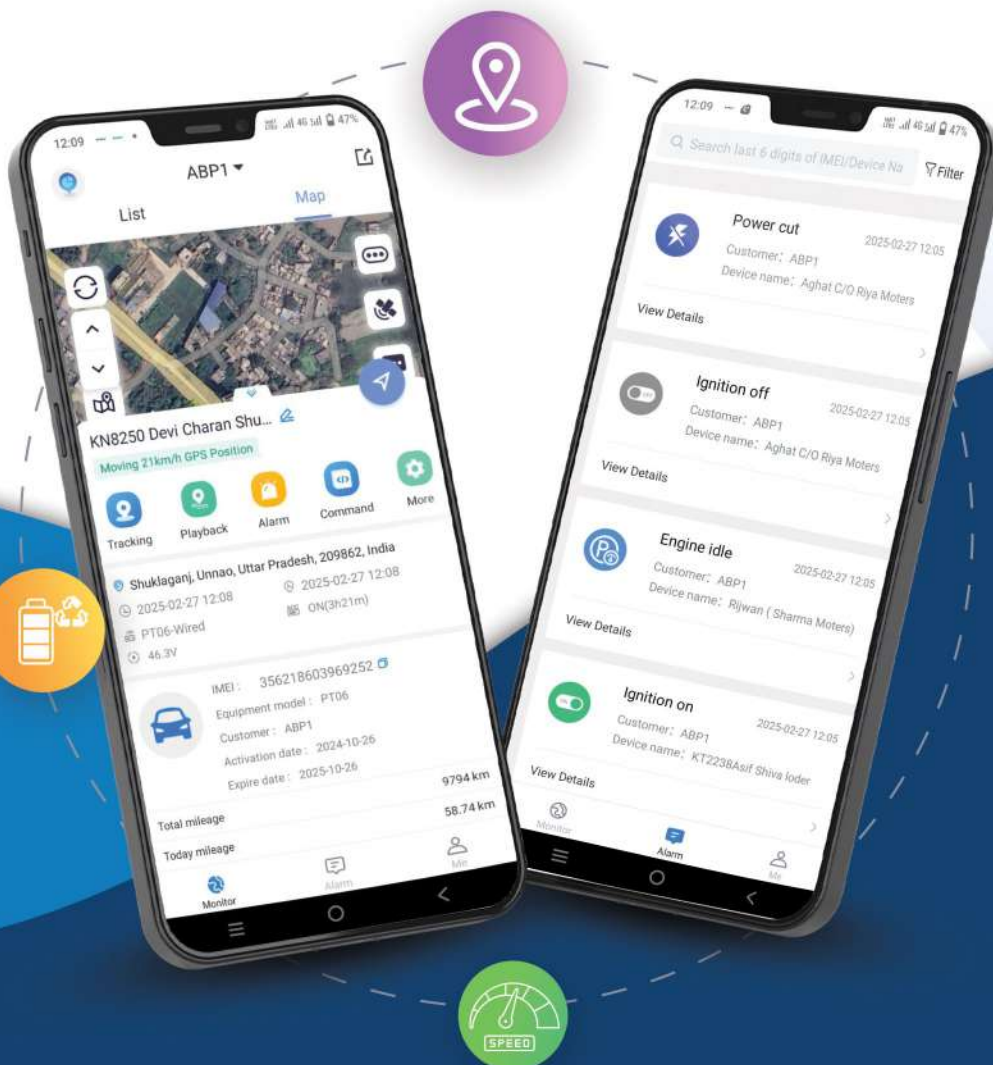 12:09
4G
47%
ABP1
List
Map
KN8250 Devi Charan Shu...
Moving 21km/h GPS Position
Tracking
Playback
Alarm
Command
More
Shuklaganj, Unnao, Uttar Pradesh, 209862, India
2025-02-27 12:08
2025-02-27 12:08
PT06-Wired
ON(3h21m)
46.3V
IMEI: 356218603969252
Equipment model: PT06
Customer: ABP1
Activation date: 2024-10-26
Expire date: 2025-10-26
Total mileage 9794 km
Today mileage 58.74 km
Monitor
Alarm
Me
12:09
4G
47%
Search last 6 digits of IMEI/Device Na
Filter
Power cut 2025-02-27 12:05
Customer: ABP1
Device name: Aghat C/O Riya Moters
View Details
OFF
Ignition off 2025-02-27 12:05
Customer: ABP1
Device name: Aghat C/O Riya Moters
View Details
P
Engine idle 2025-02-27 12:05
Customer: ABP1
Device name: Rijwan ( Sharma Moters)
View Details
ON
Ignition on 2025-02-27 12:05
Customer: ABP1
Device name: KT2238Asif Shiva loder
View Details
Monitor
Alarm
Me
SPEED